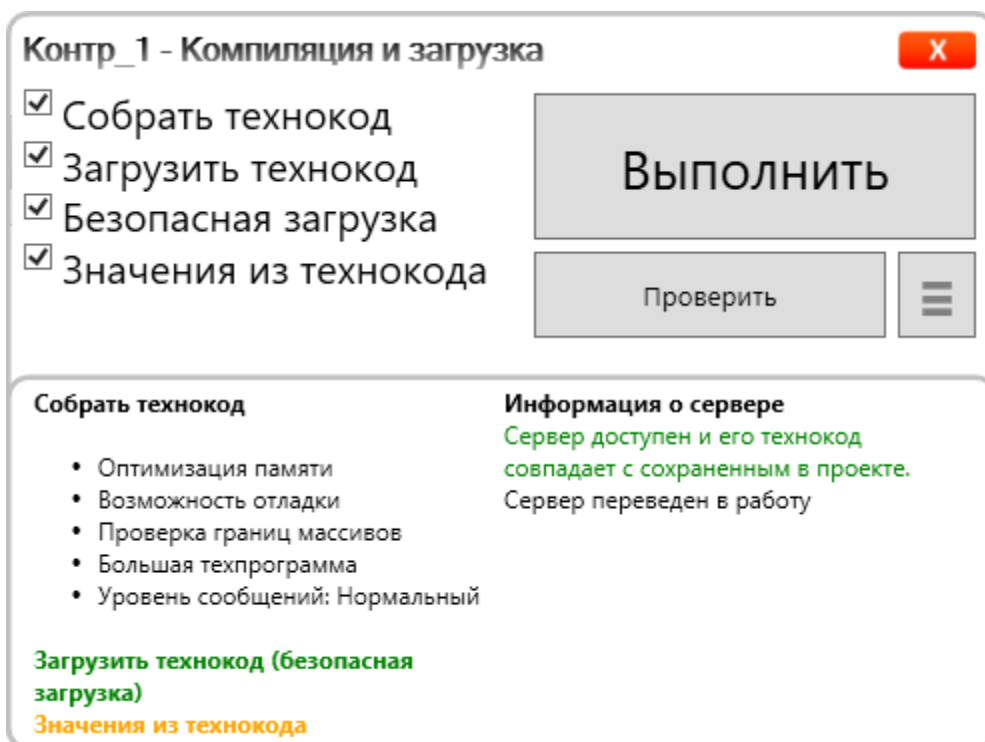 Контр_1 - Компиляция и загрузка
X
Собрать технокод
Загрузить технокод
Безопасная загрузка
Значения из технокода
Выполнить
Проверить
Собрать технокод
• Оптимизация памяти
• Возможность отладки
• Проверка границ массивов
• Большая техпрограмма
• Уровень сообщений: Нормальный
Загрузить технокод (безопасная
загрузка)
Значения из технокода
Информация о сервере
Сервер доступен и его технокод
совпадает с сохраненным в проекте.
Сервер переведен в работу